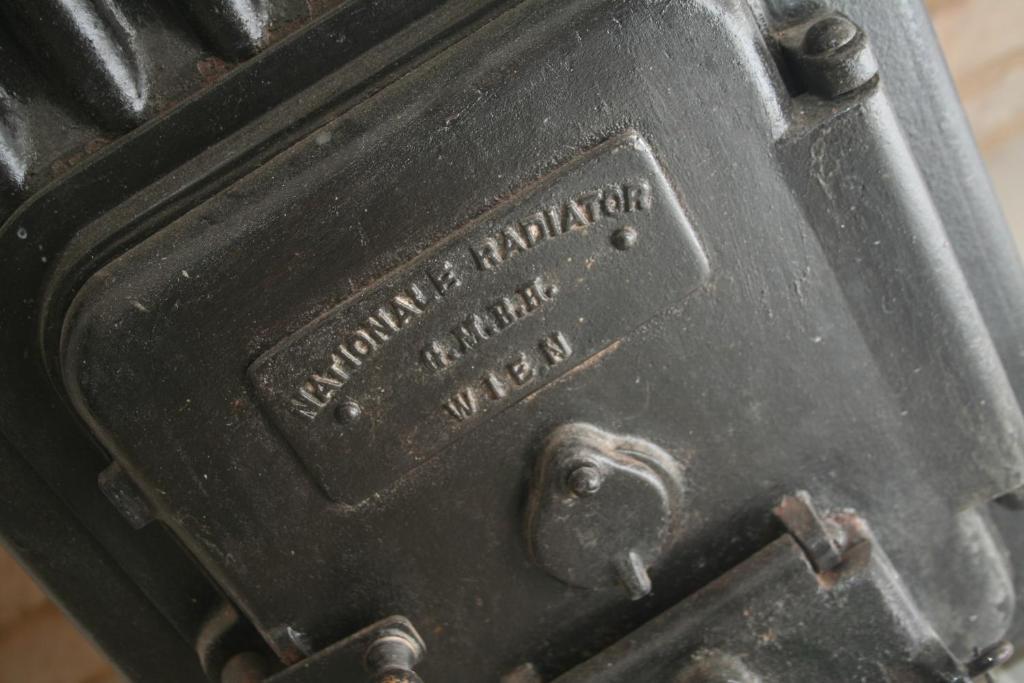 NATIONALE RADIATOR
G.M.B.H.
WIEN